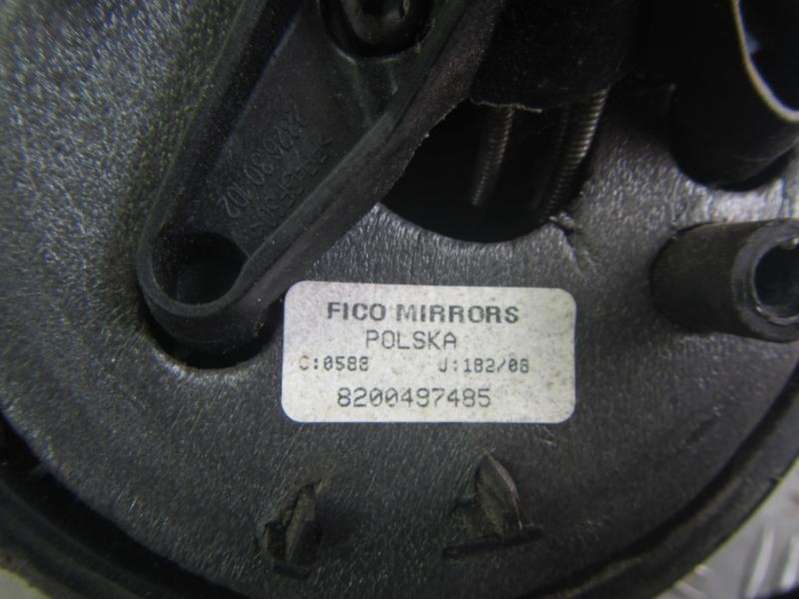 FICO MIRRORS
POLSKA
C:0588 J:182/08
8200497485